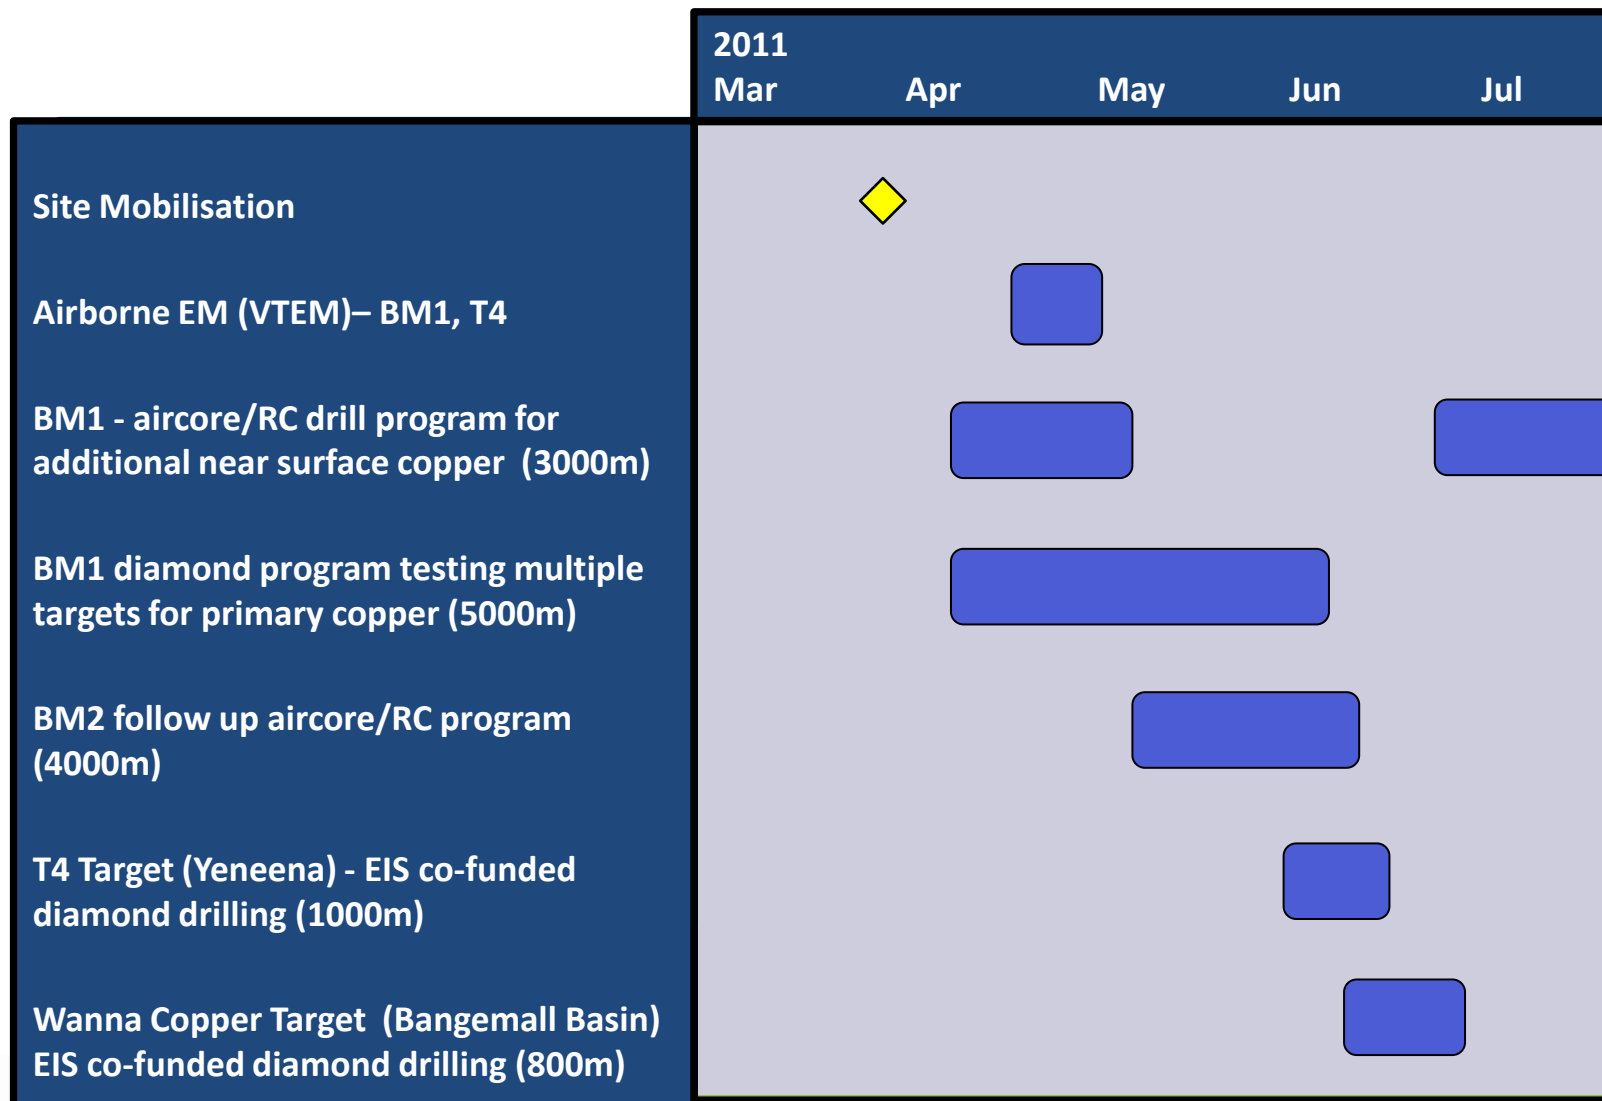 2011
Mar Apr May Jun Jul
Site Mobilisation
Airborne EM (VTEM)– BM1, T4
BM1 - aircore/RC drill program for
additional near surface copper (3000m)
BM1 diamond program testing multiple
targets for primary copper (5000m)
BM2 follow up aircore/RC program
(4000m)
T4 Target (Yeneena) - EIS co-funded
diamond drilling (1000m)
Wanna Copper Target (Bangemall Basin)
EIS co-funded diamond drilling (800m)